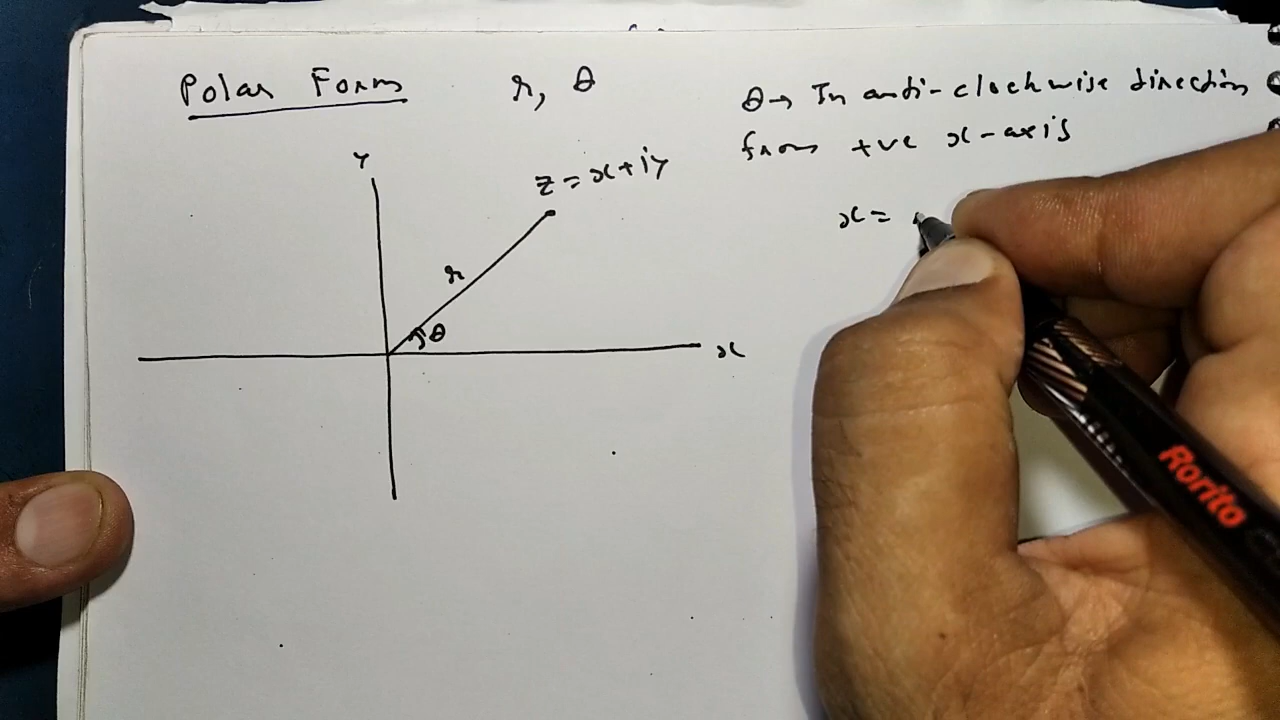 Polar Form
r, θ
θ → In anti-clockwise direction
from +ve x-axis
y
z = x+iy
x =
r
θ
x
Rorito